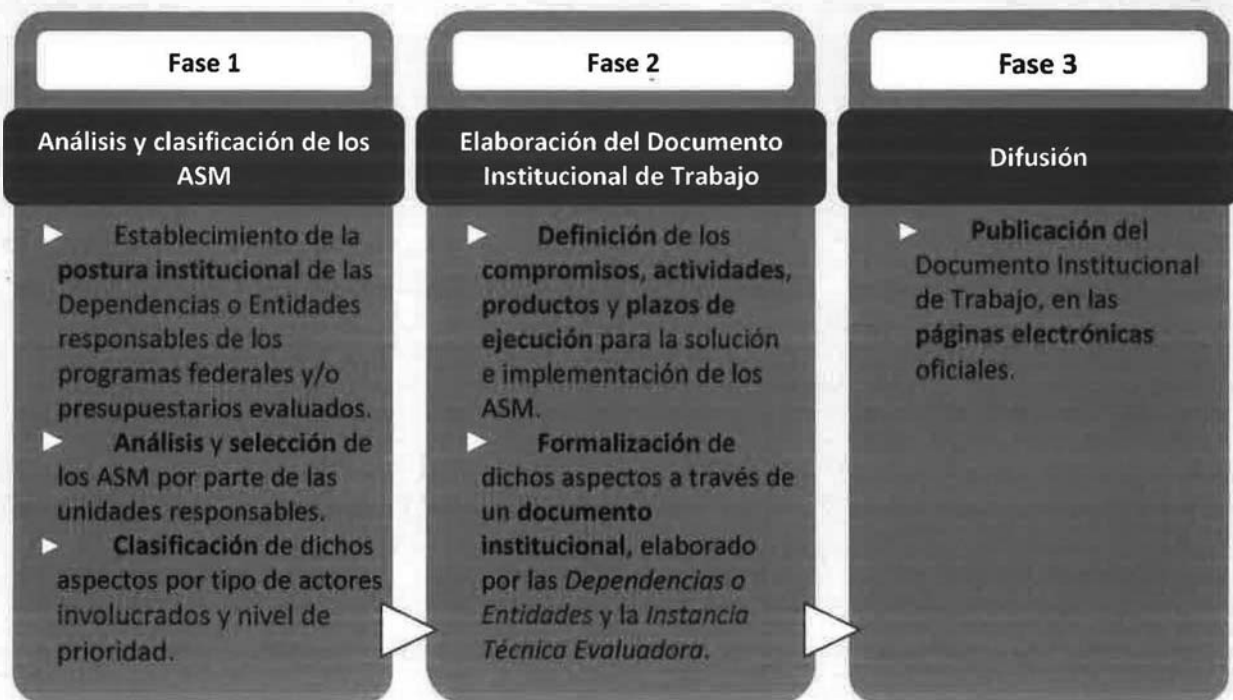 Fase 1
Análisis y clasificación de los
ASM
► Establecimiento de la
postura institucional de las
Dependencias o Entidades
responsables de los
programas federales y/o
presupuestarios evaluados.
► Análisis y selección de
los ASM por parte de las
unidades responsables.
► Clasificación de dichos
aspectos por tipo de actores
involucrados y nivel de
prioridad.
Fase 2
Elaboración del Documento
Institucional de Trabajo
► Definición de los
compromisos, actividades,
productos y plazos de
ejecución para la solución
e implementación de los
ASM.
► Formalización de
dichos aspectos a través de
un documento
institucional, elaborado
por las Dependencias o
Entidades y la Instancia
Técnica Evaluadora.
Fase 3
Difusión
► Publicación del
Documento Institucional
de Trabajo, en las
páginas electrónicas
oficiales.